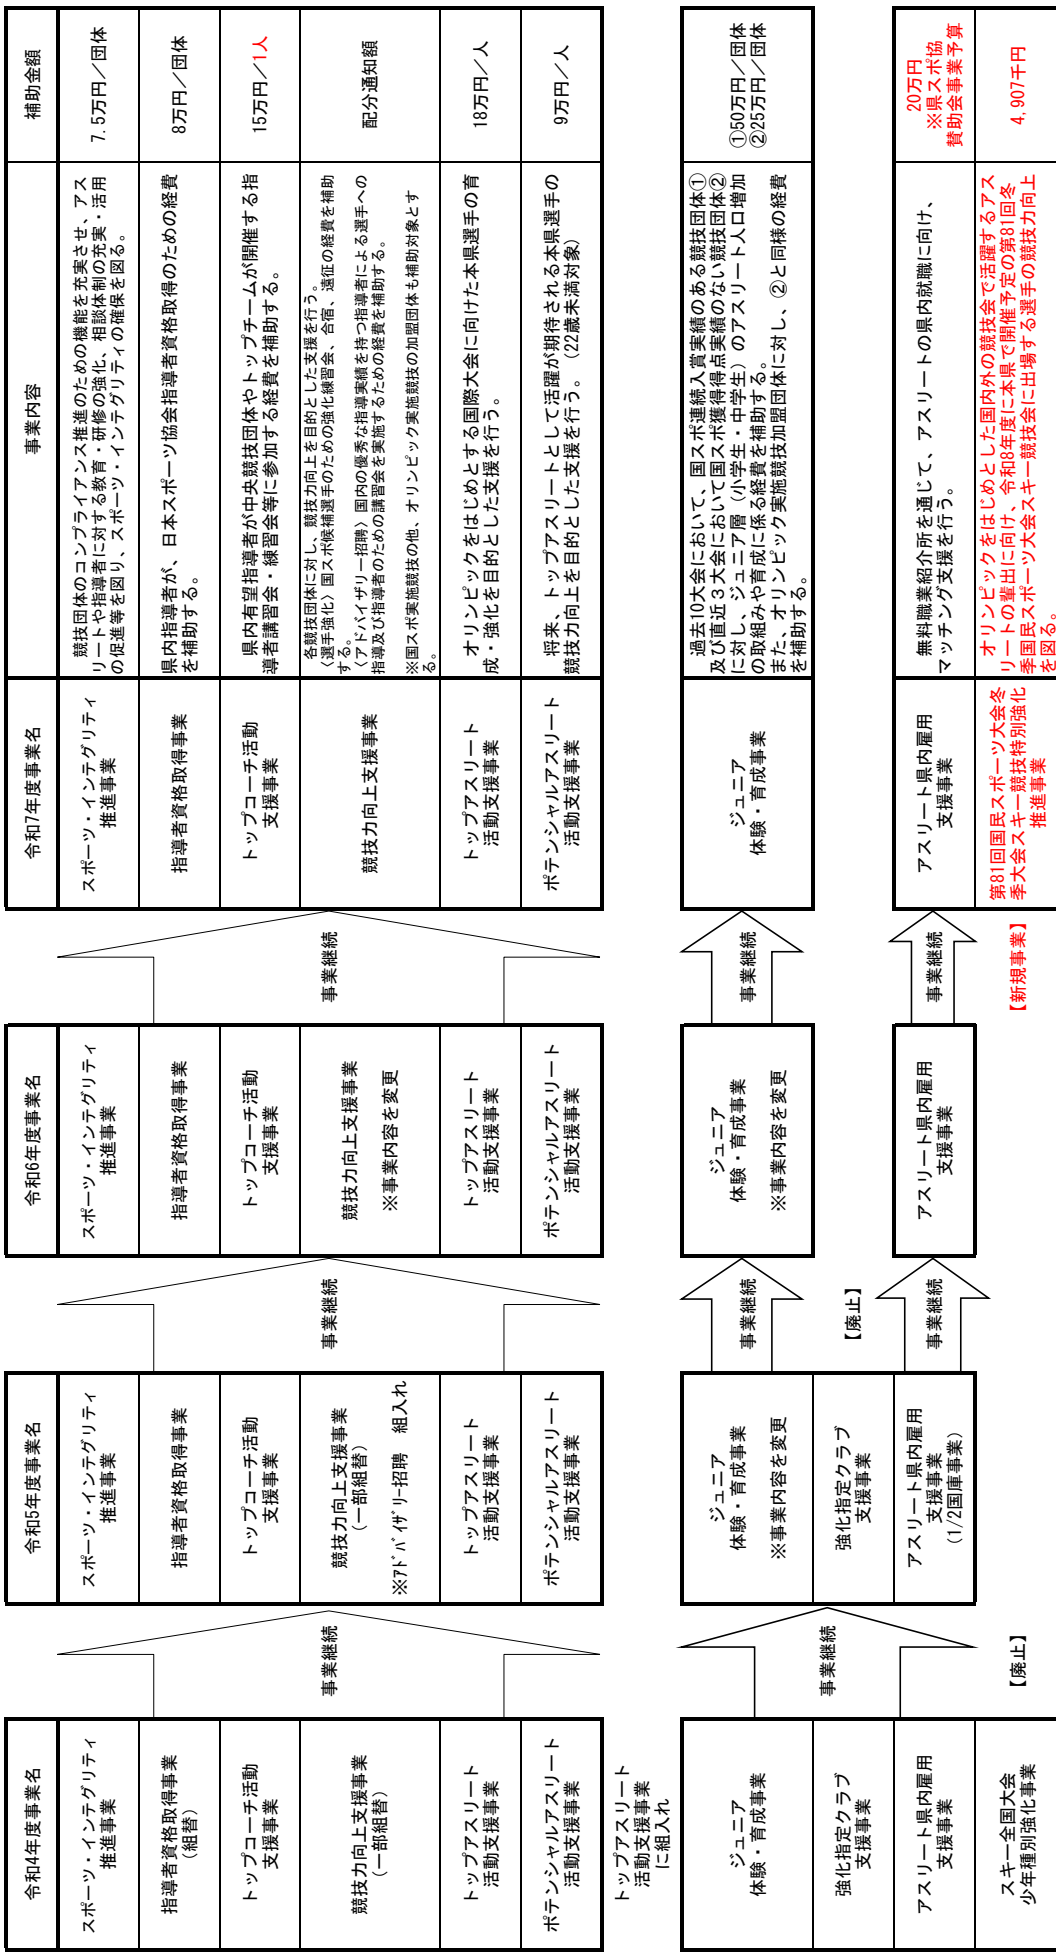 令和4年度事業名
スポーツ・インテグリティ
推進事業
指導者資格取得事業
(組替)
トップコーチ活動
支援事業
競技力向上支援事業
(一部組替)
トップアスリート
活動支援事業
ポテンシャルアスリート
活動支援事業
トップアスリート
活動支援事業
に組入れ
ジュニア
体験・育成事業
強化指定クラブ
支援事業
アスリート県内雇用
支援事業
スキー全国大会
少年種別強化事業
事業継続
事業継続
【廃止】
令和5年度事業名
スポーツ・インテグリティ
推進事業
指導者資格取得事業
トップコーチ活動
支援事業
競技力向上支援事業
(一部組替)
※ｱﾄﾞﾊﾞｲｻﾞﾘｰ招聘 組入れ
トップアスリート
活動支援事業
ポテンシャルアスリート
活動支援事業
ジュニア
体験・育成事業
※事業内容を変更
強化指定クラブ
支援事業
アスリート県内雇用
支援事業
(1/2国庫事業)
事業継続
事業継続
【廃止】
事業継続
令和6年度事業名
スポーツ・インテグリティ
推進事業
指導者資格取得事業
トップコーチ活動
支援事業
競技力向上支援事業
※事業内容を変更
トップアスリート
活動支援事業
ポテンシャルアスリート
活動支援事業
ジュニア
体験・育成事業
※事業内容を変更
アスリート県内雇用
支援事業
事業継続
事業継続
事業継続
【新規事業】
令和7年度事業名
事業内容
補助金額
スポーツ・インテグリティ
推進事業
競技団体のコンプライアンス推進のための機能を充実させ、アス
リートや指導者に対する教育・研修の強化、相談体制の充実・活用
の促進等を図り、スポーツ・インテグリティの確保を図る。
7.5万円／団体
指導者資格取得事業
県内指導者が、日本スポーツ協会指導者資格取得のための経費
を補助する。
8万円／団体
トップコーチ活動
支援事業
県内有望指導者が中央競技団体やトップチームが開催する指
導者講習会・練習会等に参加する経費を補助する。
15万円／1人
競技力向上支援事業
各競技団体に対し、競技力向上を目的とした支援を行う。
〈選手強化〉国スポ候補選手のための強化練習会、合宿、遠征の経費を補助
する。
〈アドバイザリー招聘〉国内の優秀な指導実績を持つ指導者による選手への
指導及び指導者のための講習会を実施するための経費を補助する。
※国スポ実施競技の他、オリンピック実施競技の加盟団体も補助対象とす
る。
配分通知額
トップアスリート
活動支援事業
オリンピックをはじめとする国際大会に向けた本県選手の育
成・強化を目的とした支援を行う。
18万円／人
ポテンシャルアスリート
活動支援事業
将来、トップアスリートとして活躍が期待される本県選手の
競技力向上を目的とした支援を行う。（22歳未満対象）
9万円／人
ジュニア
体験・育成事業
過去10大会において、国スポ連続入賞実績のある競技団体①
及び直近３大会において国スポ獲得得点実績のない競技団体②
に対し、ジュニア層（小学生・中学生）のアスリート人口増加
の取組みや育成に係る経費を補助する。
また、オリンピック実施競技加盟団体に対し、②と同様の経費
を補助する。
①50万円／団体
②25万円／団体
アスリート県内雇用
支援事業
無料職業紹介所を通じて、アスリートの県内就職に向け、
マッチング支援を行う。
20万円
※県スポ協
賛助会事業予算
第81回国民スポーツ大会冬
季大会スキー競技特別強化
推進事業
オリンピックをはじめとした国内外の競技会で活躍するアス
リートの輩出に向け、令和8年度に本県で開催予定の第81回冬
季国民スポーツ大会スキー競技会に出場する選手の競技力向上
を図る。
4,907千円